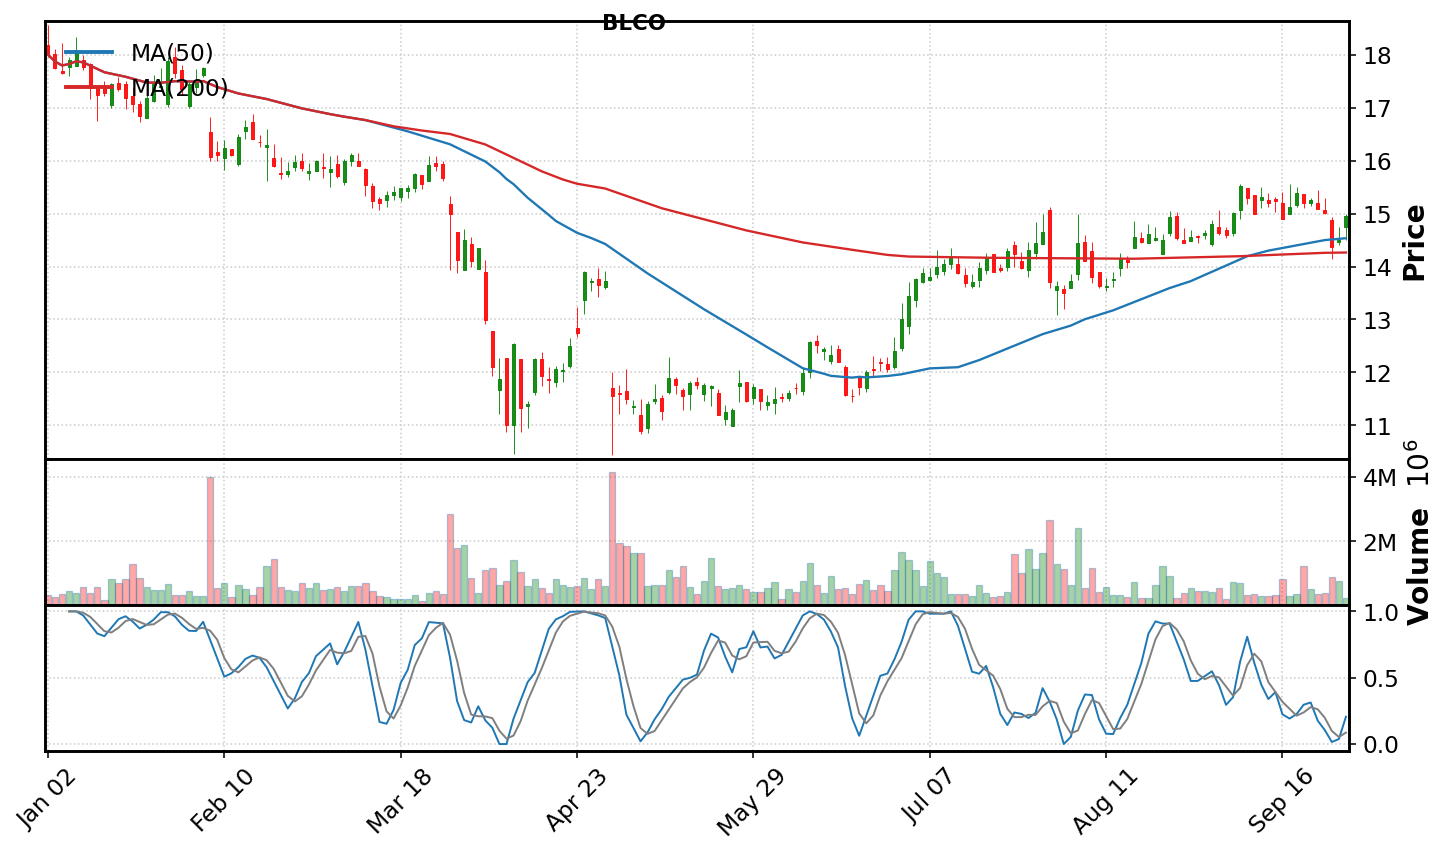 BLCO
MA(50)
MA(200)
18
17
16
15
14
13
12
11
Price
4M
2M
Volume 10⁶
1.0
0.5
0.0
Jan 02
Feb 10
Mar 18
Apr 23
May 29
Jul 07
Aug 11
Sep 16